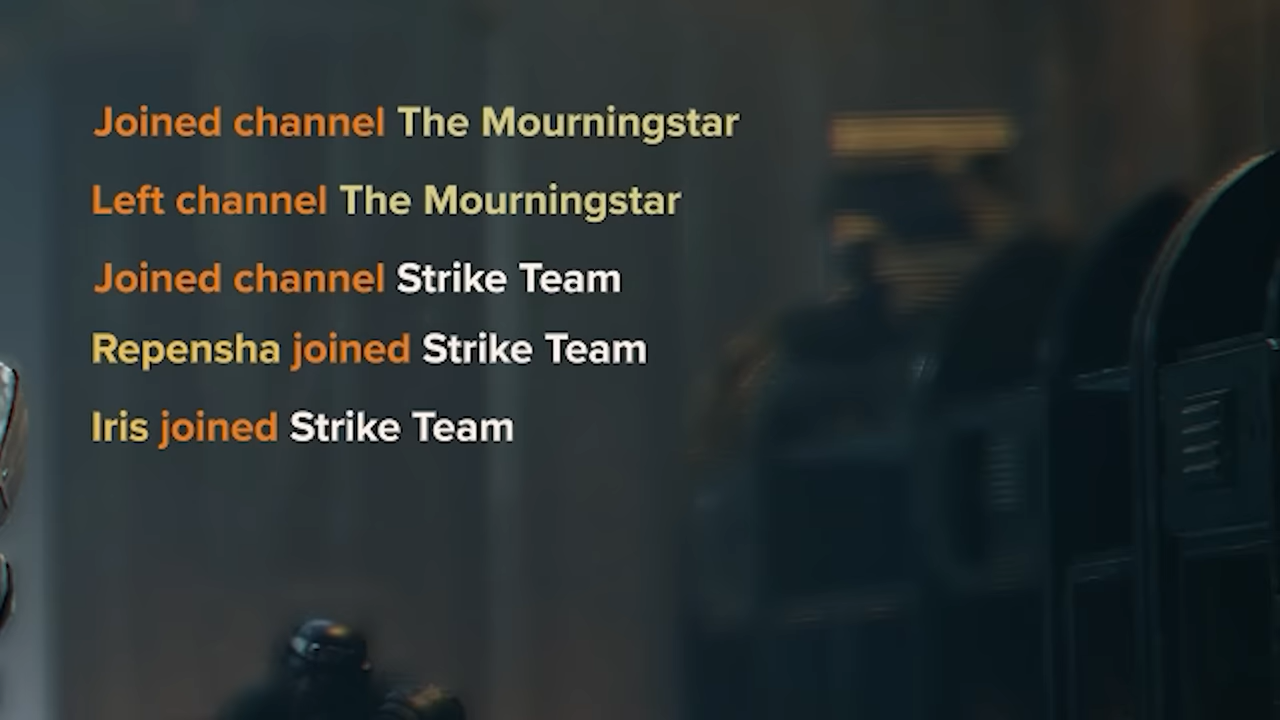 Joined channel The Mourningstar
Left channel The Mourningstar
Joined channel Strike Team
Repensha joined Strike Team
Iris joined Strike Team